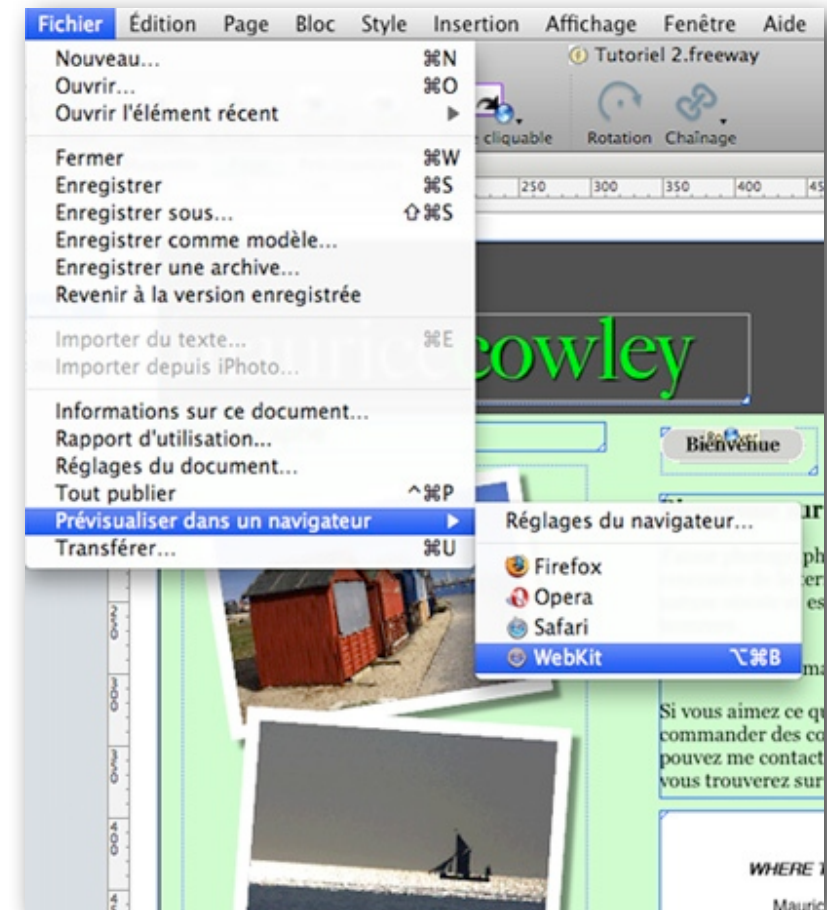 Fichier Édition Page Bloc Style Insertion Affichage Fenêtre Aide
Tutoriel 2.freeway
Nouveau... ⌘N
Ouvrir... ⌘O
Ouvrir l'élément récent
cliquable Rotation Chaînage
Fermer ⌘W
Enregistrer ⌘S
250 300 350 400
Enregistrer sous... ⇧⌘S
Enregistrer comme modèle...
Enregistrer une archive...
Revenir à la version enregistrée
Importer du texte... ⌘E
Importer depuis iPhoto...
cowley
Informations sur ce document...
Rapport d'utilisation...
Réglages du document...
Tout publier ^⌘P
Prévisualiser dans un navigateur
Transférer... ⌘U
Bienvenue
Réglages du navigateur...
Firefox
Opera
Safari
WebKit ⌥⌘B
250
300
350
400
Si vous aimez ce
commander des
pouvez me
vous trouverez sur
WHERE